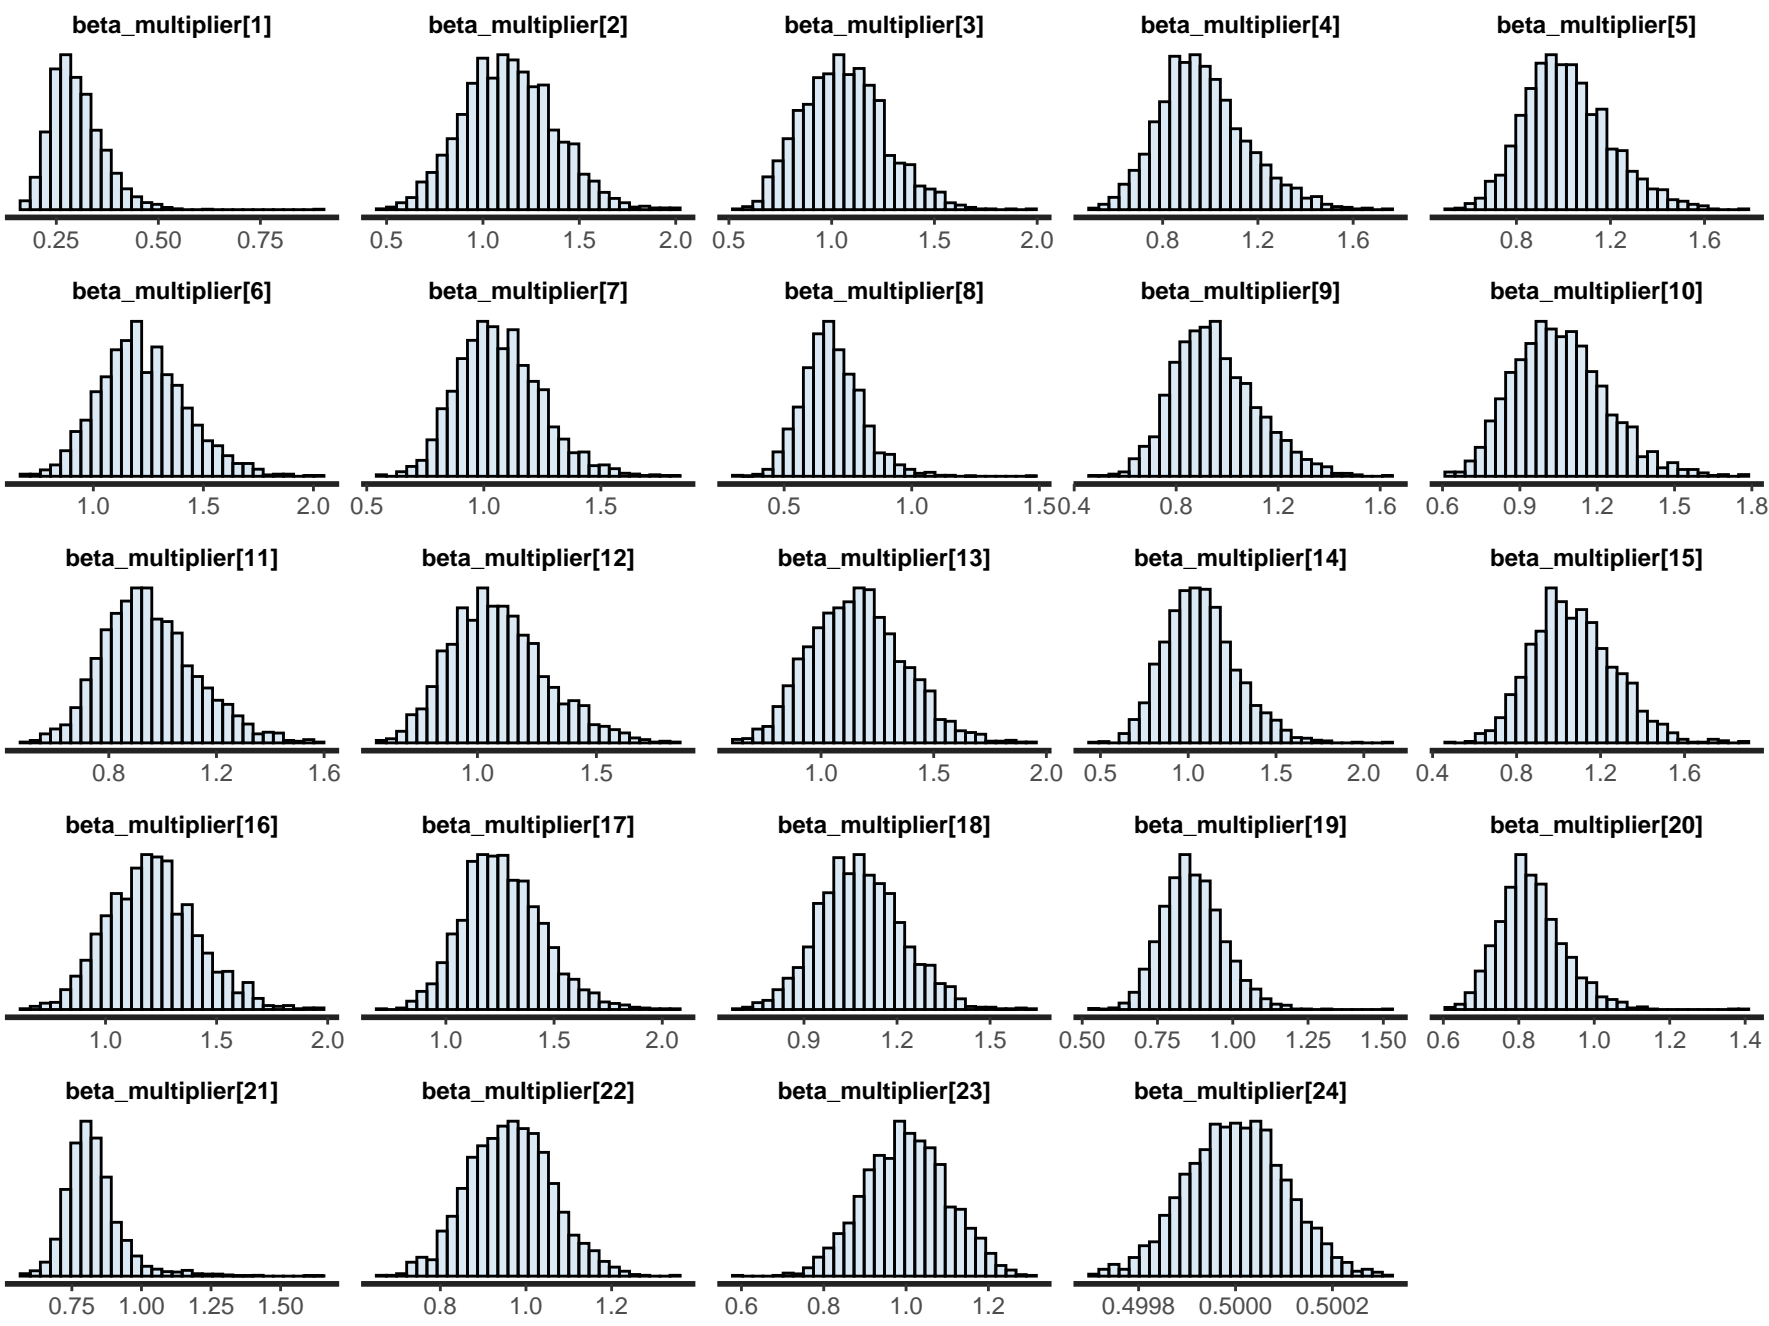 beta_multiplier[1] beta_multiplier[2] beta_multiplier[3] beta_multiplier[4] beta_multiplier[5]
0.25 0.50 0.75 0.5 1.0 1.5 2.0 0.5 1.0 1.5 2.0 0.8 1.2 1.6 0.8 1.2 1.6
beta_multiplier[6] beta_multiplier[7] beta_multiplier[8] beta_multiplier[9] beta_multiplier[10]
1.0 1.5 2.0 0.5 1.0 1.5 0.5 1.0 1.50.4 0.8 1.2 1.6 0.6 0.9 1.2 1.5 1.8
beta_multiplier[11] beta_multiplier[12] beta_multiplier[13] beta_multiplier[14] beta_multiplier[15]
0.8 1.2 1.6 1.0 1.5 1.0 1.5 2.0 0.5 1.0 1.5 2.0 0.4 0.8 1.2 1.6
beta_multiplier[16] beta_multiplier[17] beta_multiplier[18] beta_multiplier[19] beta_multiplier[20]
1.0 1.5 2.0 1.0 1.5 2.0 0.9 1.2 1.5 0.50 0.75 1.00 1.25 1.50 0.6 0.8 1.0 1.2 1.4
beta_multiplier[21] beta_multiplier[22] beta_multiplier[23] beta_multiplier[24]
0.75 1.00 1.25 1.50 0.8 1.0 1.2 0.6 0.8 1.0 1.2 0.4998 0.5000 0.5002